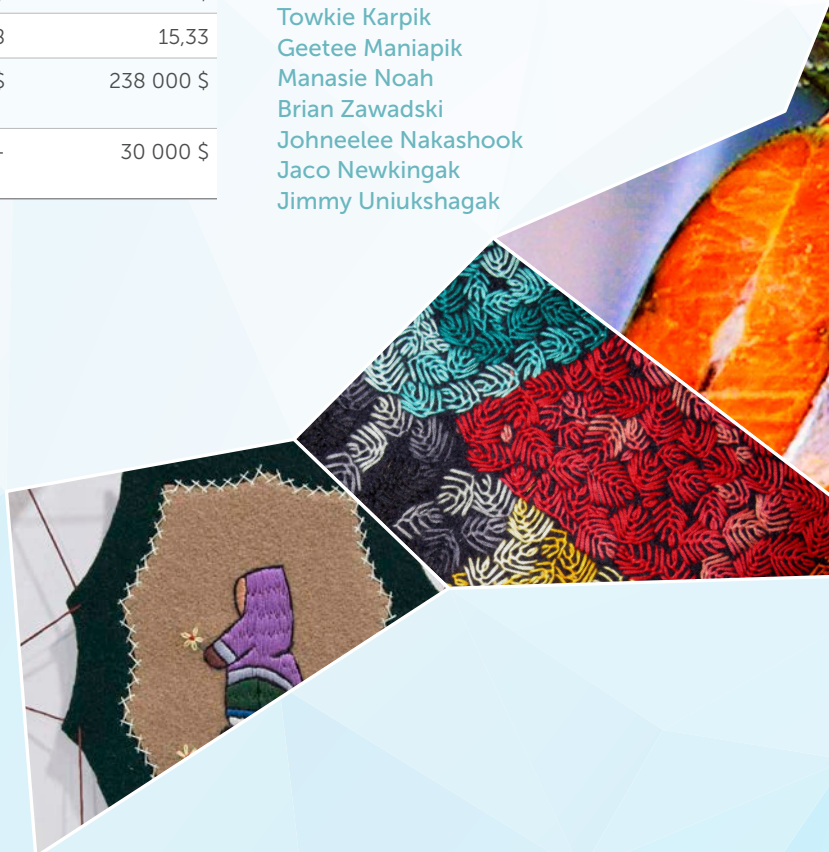 15,33
238 000 $
30 000 $
Towkie Karpik
Geetee Maniapik
Manasie Noah
Brian Zawadski
Johneelee Nakashook
Jaco Newkingak
Jimmy Uniukshagak